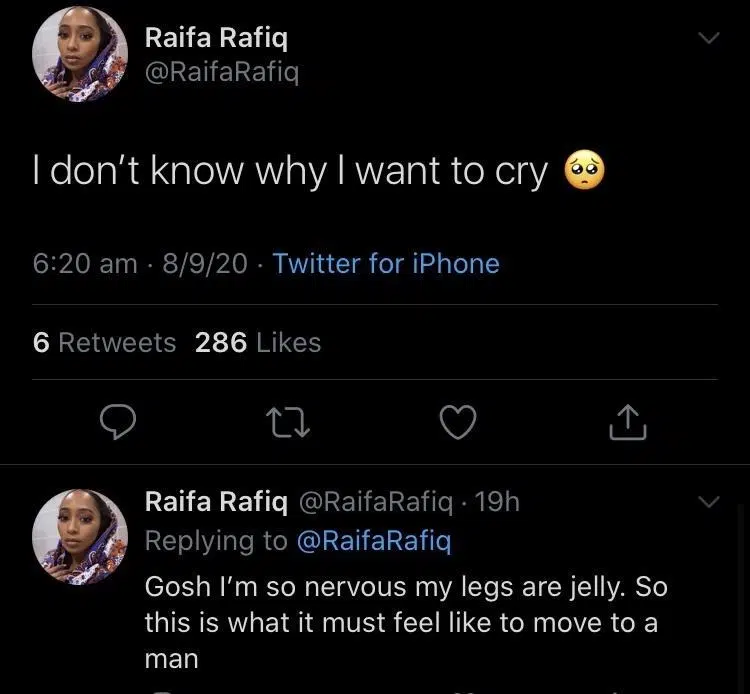 Raifa Rafiq
@RaifaRafiq
I don't know why I want to cry 🥺
6:20 am · 8/9/20 · Twitter for iPhone
6 Retweets 286 Likes
Raifa Rafiq @RaifaRafiq · 19h
Replying to @RaifaRafiq
Gosh I'm so nervous my legs are jelly. So
this is what it must feel like to move to a
man